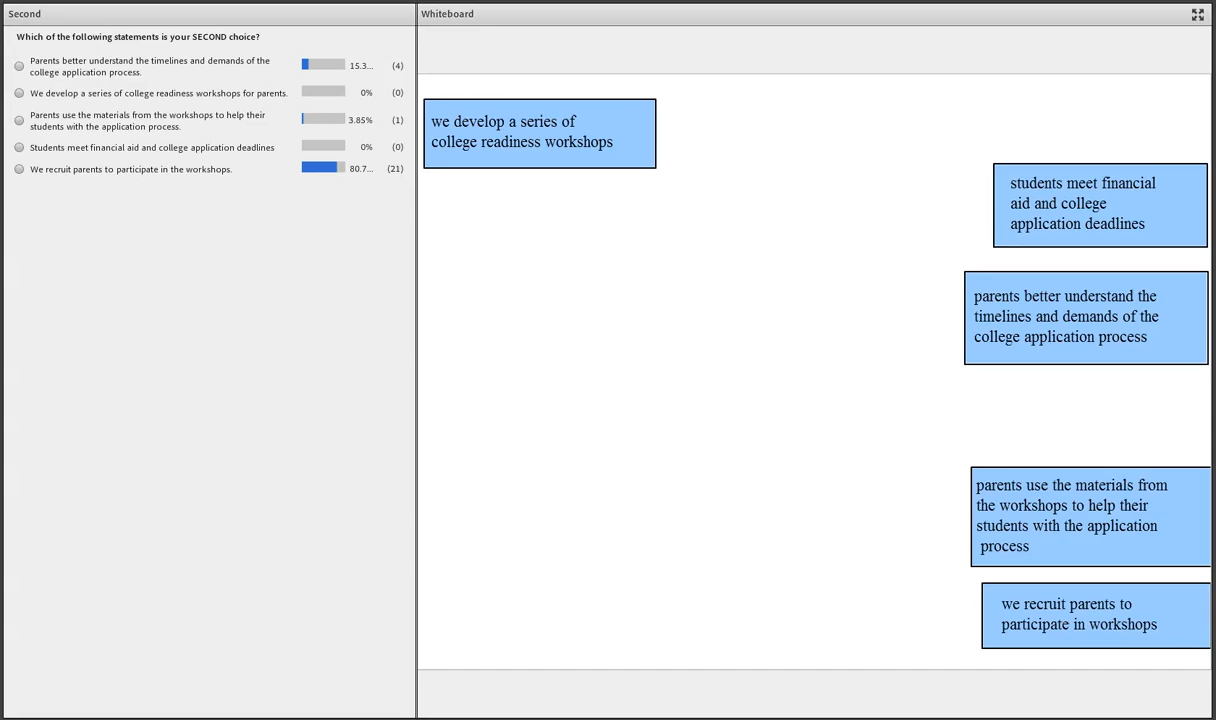 Second
Which of the following statements is your SECOND choice?
Parents better understand the timelines and demands of the
college application process.
15.3... (4)
We develop a series of college readiness workshops for parents.
0% (0)
Parents use the materials from the workshops to help their
students with the application process.
3.85% (1)
Students meet financial aid and college application deadlines
0% (0)
We recruit parents to participate in the workshops.
80.7... (21)
Whiteboard
we develop a series of
college readiness workshops
students meet financial
aid and college
application deadlines
parents better understand the
timelines and demands of the
college application process
parents use the materials from
the workshops to help their
students with the application
process
we recruit parents to
participate in workshops